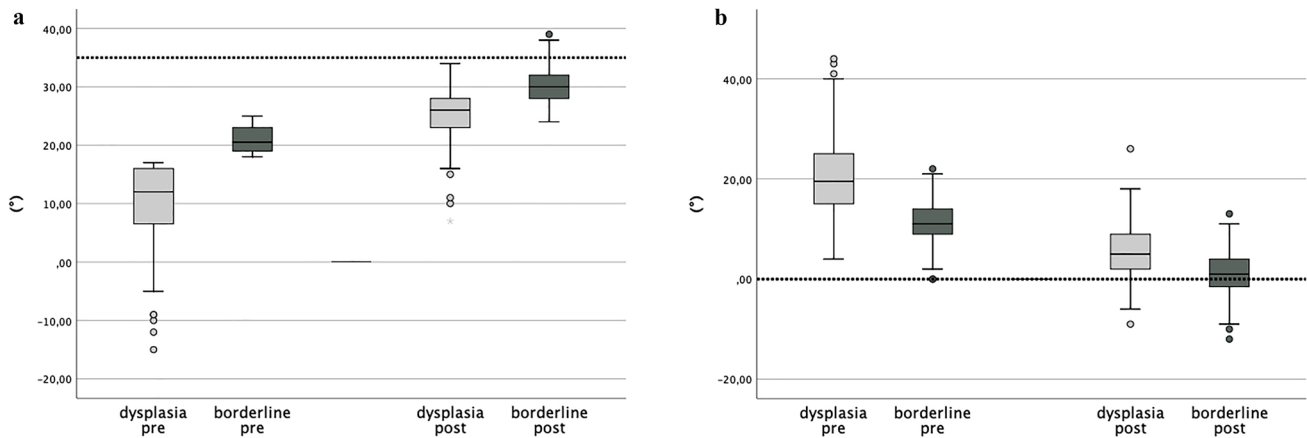 a
40,00
30,00
20,00
10,00
,00
-10,00
-20,00
(°)
dysplasia pre
borderline pre
dysplasia post
borderline post
b
40,00
20,00
,00
-20,00
(°)
dysplasia pre
borderline pre
dysplasia post
borderline post